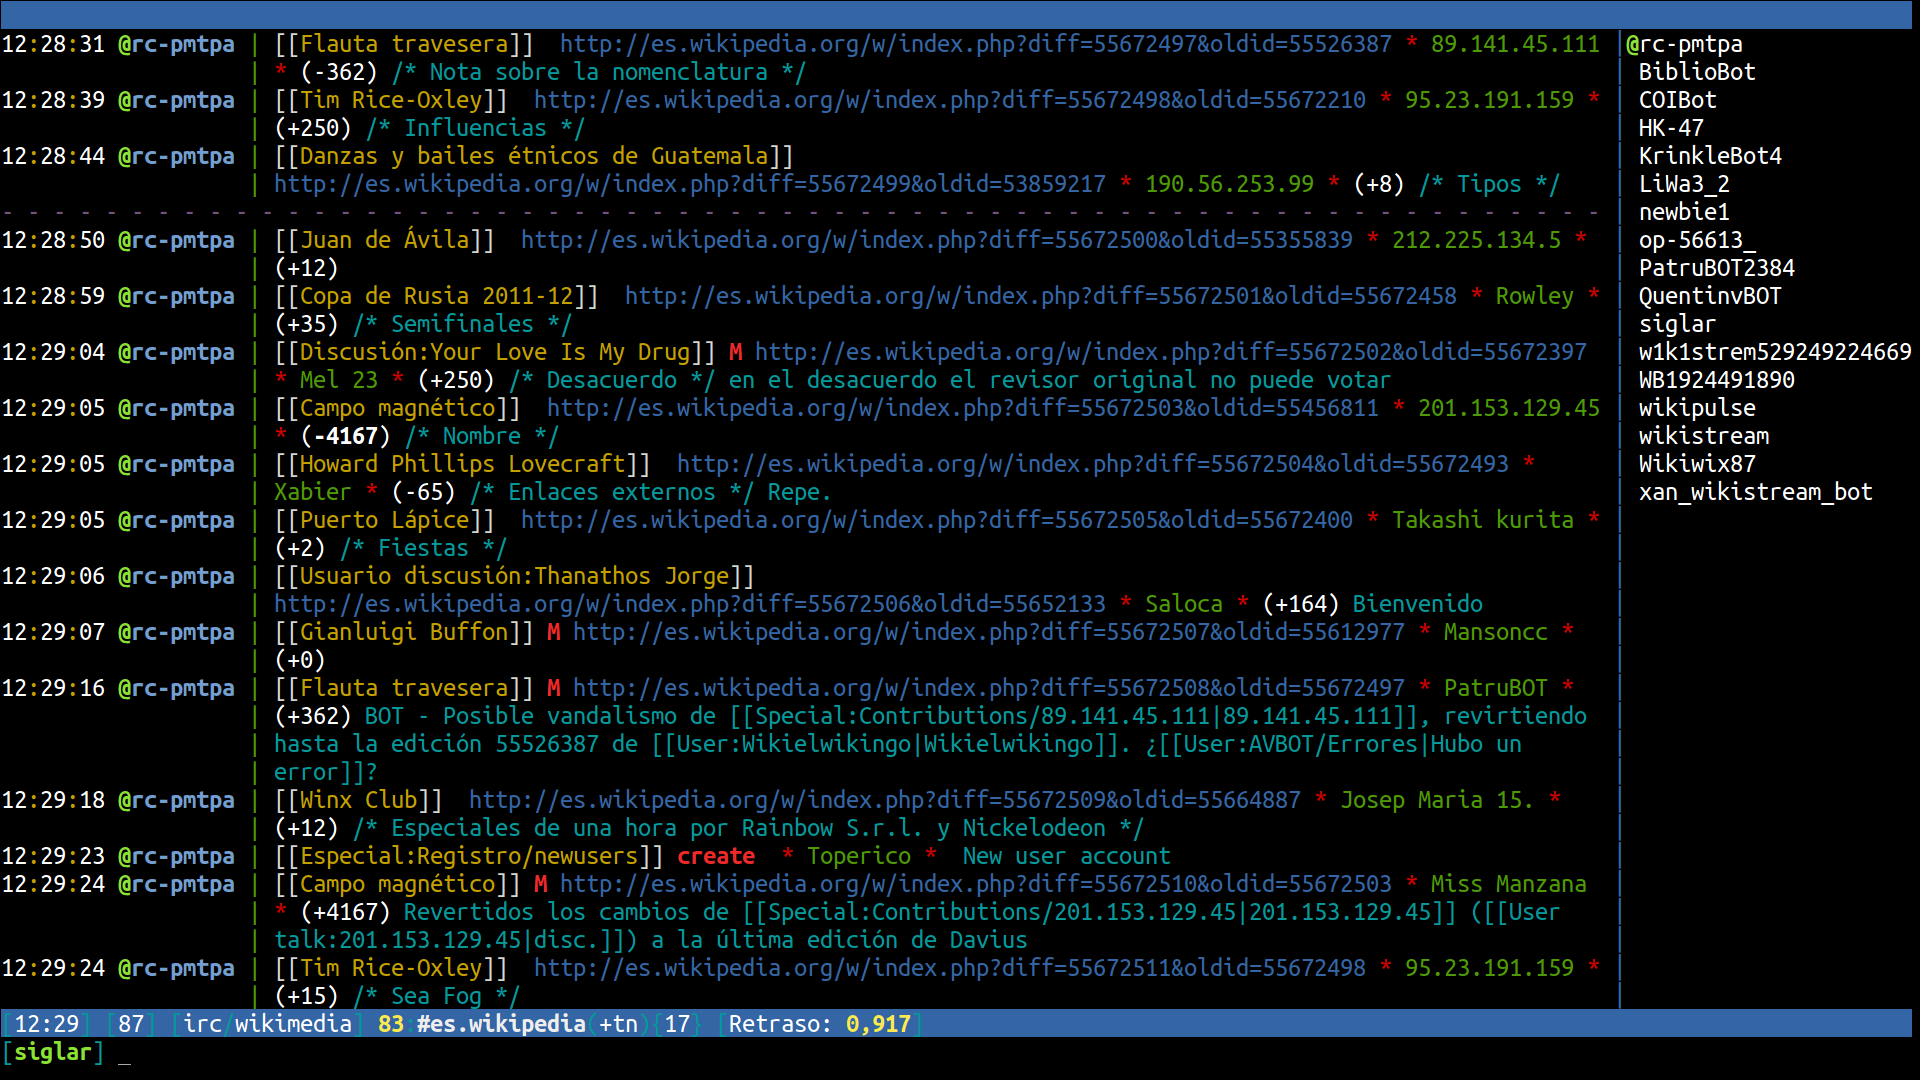 12:28:31 @rc-pmtpa | [[Flauta travesera]]  http://es.wikipedia.org/w/index.php?diff=55672497&oldid=55526387 * 89.141.45.111
| * (-362) /* Nota sobre la nomenclatura */
12:28:39 @rc-pmtpa | [[Tim Rice-Oxley]]  http://es.wikipedia.org/w/index.php?diff=55672498&oldid=55672210 * 95.23.191.159 *
| (+250) /* Influencias */
12:28:44 @rc-pmtpa | [[Danzas y bailes étnicos de Guatemala]]
| http://es.wikipedia.org/w/index.php?diff=55672499&oldid=53859217 * 190.56.253.99 * (+8) /* Tipos */
- - - - - - - - - - - - - - - - - - - - - - - - - - - - - - - - - - - - - - - - - - - - - - - - - - - - - - - - - - - - - -
12:28:50 @rc-pmtpa | [[Juan de Ávila]]  http://es.wikipedia.org/w/index.php?diff=55672500&oldid=55355839 * 212.225.134.5 *
| (+12)
12:28:59 @rc-pmtpa | [[Copa de Rusia 2011-12]]  http://es.wikipedia.org/w/index.php?diff=55672501&oldid=55672458 * Rowley *
| (+35) /* Semifinales */
12:29:04 @rc-pmtpa | [[Discusión:Your Love Is My Drug]] M http://es.wikipedia.org/w/index.php?diff=55672502&oldid=55672397
| * Mel 23 * (+250) /* Desacuerdo */ en el desacuerdo el revisor original no puede votar
12:29:05 @rc-pmtpa | [[Campo magnético]]  http://es.wikipedia.org/w/index.php?diff=55672503&oldid=55456811 * 201.153.129.45
| * (-4167) /* Nombre */
12:29:05 @rc-pmtpa | [[Howard Phillips Lovecraft]]  http://es.wikipedia.org/w/index.php?diff=55672504&oldid=55672493 *
| Xabier * (-65) /* Enlaces externos */ Repe.
12:29:05 @rc-pmtpa | [[Puerto Lápice]]  http://es.wikipedia.org/w/index.php?diff=55672505&oldid=55672400 * Takashi kurita *
| (+2) /* Fiestas */
12:29:06 @rc-pmtpa | [[Usuario discusión:Thanathos Jorge]]
| http://es.wikipedia.org/w/index.php?diff=55672506&oldid=55652133 * Saloca * (+164) Bienvenido
12:29:07 @rc-pmtpa | [[Gianluigi Buffon]] M http://es.wikipedia.org/w/index.php?diff=55672507&oldid=55612977 * Mansoncc *
| (+0)
12:29:16 @rc-pmtpa | [[Flauta travesera]] M http://es.wikipedia.org/w/index.php?diff=55672508&oldid=55672497 * PatruBOT *
| (+362) BOT - Posible vandalismo de [[Special:Contributions/89.141.45.111|89.141.45.111]], revirtiendo
| hasta la edición 55526387 de [[User:Wikielwikingo|Wikielwikingo]]. ¿[[User:AVBOT/Errores|Hubo un
| error]]?
12:29:18 @rc-pmtpa | [[Winx Club]]  http://es.wikipedia.org/w/index.php?diff=55672509&oldid=55664887 * Josep Maria 15. *
| (+12) /* Especiales de una hora por Rainbow S.r.l. y Nickelodeon */
12:29:23 @rc-pmtpa | [[Especial:Registro/newusers]] create  * Toperico *  New user account
12:29:24 @rc-pmtpa | [[Campo magnético]] M http://es.wikipedia.org/w/index.php?diff=55672510&oldid=55672503 * Miss Manzana
| * (+4167) Revertidos los cambios de [[Special:Contributions/201.153.129.45|201.153.129.45]] ([[User
| talk:201.153.129.45|disc.]]) a la última edición de Davius
12:29:24 @rc-pmtpa | [[Tim Rice-Oxley]]  http://es.wikipedia.org/w/index.php?diff=55672511&oldid=55672498 * 95.23.191.159 *
| (+15) /* Sea Fog */
@rc-pmtpa
BiblioBot
COIBot
HK-47
KrinkleBot4
LiWa3_2
newbie1
op-56613_
PatruBOT2384
QuentinvBOT
siglar
w1k1strem529249224669
WB1924491890
wikipulse
wikistream
Wikiwix87
xan_wikistream_bot
[12:29] [87] [irc/wikimedia] 83:#es.wikipedia(+tn){17} [Retraso: 0,917]
[siglar] _